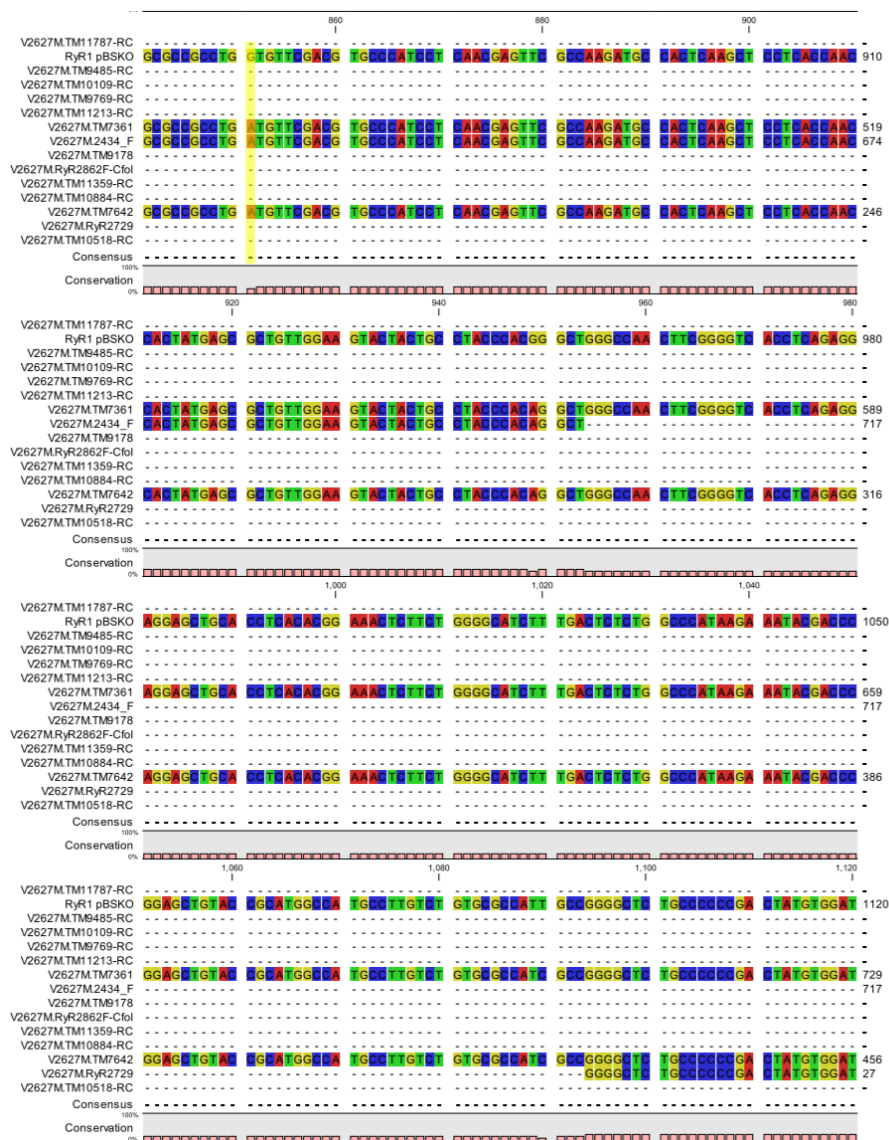 860 880 900
V2627M.TM11787-RC -
RyR1 pBSKO GCGCCGCCTG GTGTTCGACG TGCCCATCCT CAACGAGTTC GCCAAGATGC CACTCAAGCT CCTCACCAAC 910
V2627M.TM9485-RC -
V2627M.TM10109-RC -
V2627M.TM9769-RC -
V2627M.TM11213-RC -
V2627M.TM7361 GCGCCGCCTG ATGTTCGACG TGCCCATCCT CAACGAGTTC GCCAAGATGC CACTCAAGCT CCTCACCAAC 519
V2627M.2434_F GCGCCGCCTG ATGTTCGACG TGCCCATCCT CAACGAGTTC GCCAAGATGC CACTCAAGCT CCTCACCAAC 674
V2627M.TM9178 -
V2627M.RyR2862F-Cfol -
V2627M.TM11359-RC -
V2627M.TM10884-RC -
V2627M.TM7642 GCGCCGCCTG ATGTTCGACG TGCCCATCCT CAACGAGTTC GCCAAGATGC CACTCAAGCT CCTCACCAAC 246
V2627M.RyR2729 -
V2627M.TM10518-RC -
Consensus
100%
Conservation
0%
920 940 960 980
V2627M.TM11787-RC -
RyR1 pBSKO CACTATGAGC GCTGTTGGAA GTACTACTGC CTACCCACGG GCTGGGCCAA CTTCGGGGTC ACCTCAGAGG 980
V2627M.TM9485-RC -
V2627M.TM10109-RC -
V2627M.TM9769-RC -
V2627M.TM11213-RC -
V2627M.TM7361 CACTATGAGC GCTGTTGGAA GTACTACTGC CTACCCACAG GCTGGGCCAA CTTCGGGGTC ACCTCAGAGG 589
V2627M.2434_F CACTATGAGC GCTGTTGGAA GTACTACTGC CTACCCACAG GCT 717
V2627M.TM9178 -
V2627M.RyR2862F-Cfol -
V2627M.TM11359-RC -
V2627M.TM10884-RC -
V2627M.TM7642 CACTATGAGC GCTGTTGGAA GTACTACTGC CTACCCACAG GCTGGGCCAA CTTCGGGGTC ACCTCAGAGG 316
V2627M.RyR2729 -
V2627M.TM10518-RC -
Consensus
100%
Conservation
0%
1,000 1,020 1,040
V2627M.TM11787-RC -
RyR1 pBSKO AGGAGCTGCA CCTCACACGG AAACTCTTCT GGGGCATCTT TGACTCTCTG GCCCATAAGA AATACGACCC 1050
V2627M.TM9485-RC -
V2627M.TM10109-RC -
V2627M.TM9769-RC -
V2627M.TM11213-RC -
V2627M.TM7361 AGGAGCTGCA CCTCACACGG AAACTCTTCT GGGGCATCTT TGACTCTCTG GCCCATAAGA AATACGACCC 659
V2627M.2434_F 717
V2627M.TM9178 -
V2627M.RyR2862F-Cfol -
V2627M.TM11359-RC -
V2627M.TM10884-RC -
V2627M.TM7642 AGGAGCTGCA CCTCACACGG AAACTCTTCT GGGGCATCTT TGACTCTCTG GCCCATAAGA AATACGACCC 386
V2627M.RyR2729 -
V2627M.TM10518-RC -
Consensus
100%
Conservation
0%
1,060 1,080 1,100 1,120
V2627M.TM11787-RC -
RyR1 pBSKO GGAGCTGTAC CGCATGGCCA TGCCTTGTCT GTGCGCCATT GCCGGGGCTC TGCCCCCCGA CTATGTGGAT 1120
V2627M.TM9485-RC -
V2627M.TM10109-RC -
V2627M.TM9769-RC -
V2627M.TM11213-RC -
V2627M.TM7361 GGAGCTGTAC CGCATGGCCA TGCCTTGTCT GTGCGCCATC GCCGGGGCTC TGCCCCCCGA CTATGTGGAT 729
V2627M.2434_F 717
V2627M.TM9178 -
V2627M.RyR2862F-Cfol -
V2627M.TM11359-RC -
V2627M.TM10884-RC -
V2627M.TM7642 GGAGCTGTAC CGCATGGCCA TGCCTTGTCT GTGCGCCATC GCCGGGGCTC TGCCCCCCGA CTATGTGGAT 456
V2627M.RyR2729 GGGGCTC TGCCCCCCGA CTATGTGGAT 27
V2627M.TM10518-RC -
Consensus
100%
Conservation
0%